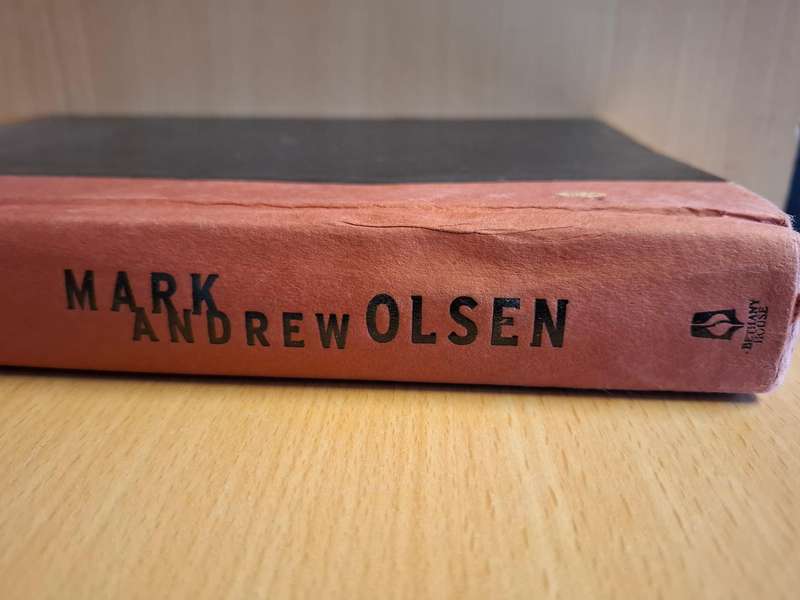 MARK
ANDREW OLSEN
BETHANY
HOUSE